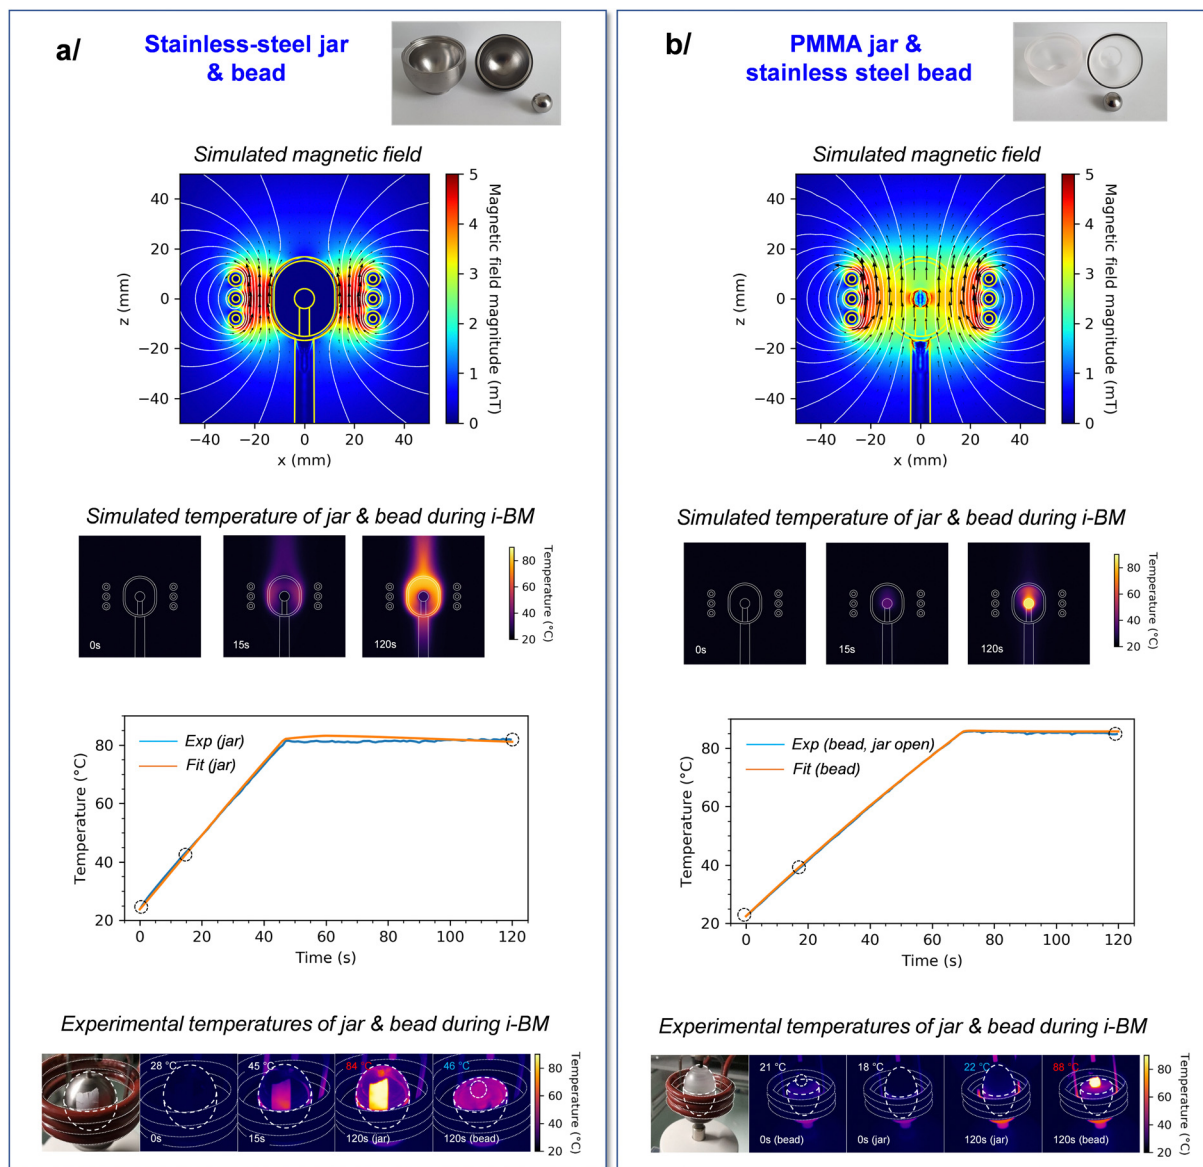 a/
Stainless-steel jar
& bead
Simulated magnetic field
40
20
0
−20
−40
z (mm)
−40 −20 0 20 40
x (mm)
5
4
3
2
1
0
Magnetic field magnitude (mT)
Simulated temperature of jar & bead during i-BM
0s
15s
120s
80
60
40
20
Temperature (°C)
80
60
40
20
Temperature (°C)
Exp (jar)
Fit (jar)
0 20 40 60 80 100 120
Time (s)
Experimental temperatures of jar & bead during i-BM
28 °C
45 °C
84 °C
46 °C
0s
15s
120s (jar)
120s (bead)
80
60
40
20
Temperature (°C)
b/
PMMA jar &
stainless steel bead
Simulated magnetic field
40
20
0
−20
−40
z (mm)
−40 −20 0 20 40
x (mm)
5
4
3
2
1
0
Magnetic field magnitude (mT)
Simulated temperature of jar & bead during i-BM
0s
15s
120s
80
60
40
20
Temperature (°C)
80
60
40
20
Temperature (°C)
Exp (bead, jar open)
Fit (bead)
0 20 40 60 80 100 120
Time (s)
Experimental temperatures of jar & bead during i-BM
21 °C
18 °C
22 °C
88 °C
0s (bead)
0s (jar)
120s (jar)
120s (bead)
80
60
40
20
Temperature (°C)